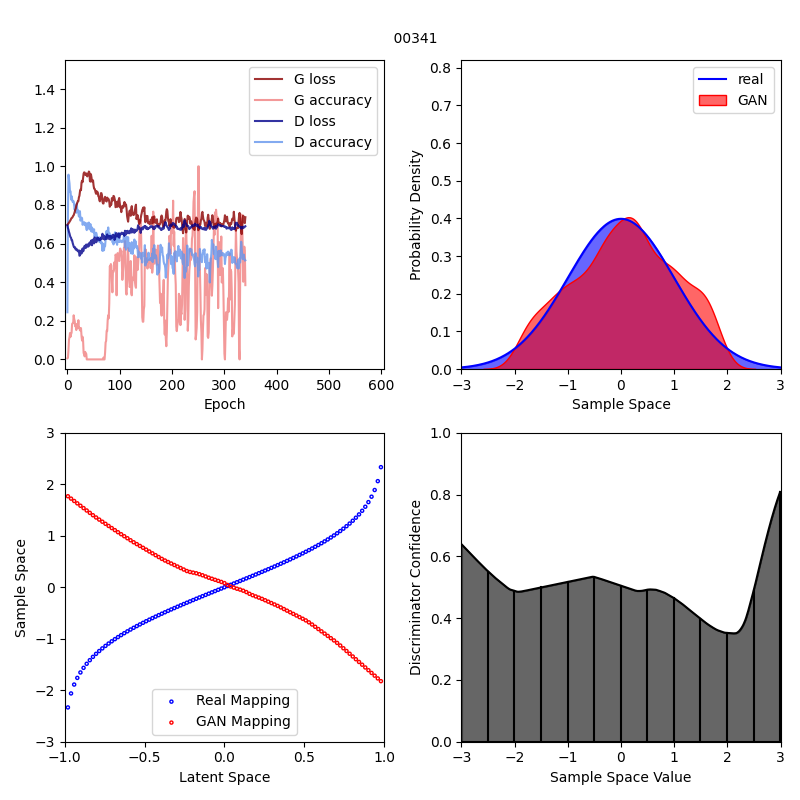 00341
G loss
G accuracy
D loss
D accuracy
1.4
1.2
1.0
0.8
0.6
0.4
0.2
0.0
0 100 200 300 400 500 600
Epoch
real
GAN
Probability Density
0.8
0.7
0.6
0.5
0.4
0.3
0.2
0.1
0.0
−3 −2 −1 0 1 2 3
Sample Space
Sample Space
3
2
1
0
−1
−2
−3
Real Mapping
GAN Mapping
−1.0 −0.5 0.0 0.5 1.0
Latent Space
Discriminator Confidence
1.0
0.8
0.6
0.4
0.2
0.0
−3 −2 −1 0 1 2 3
Sample Space Value